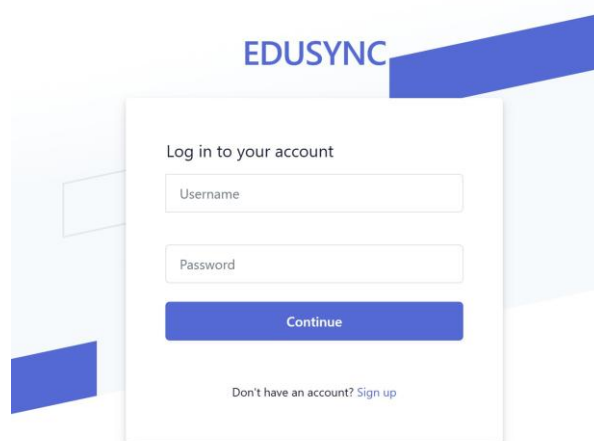 EDUSYNC
Log in to your account
Username
Password
Continue
Don't have an account? Sign up